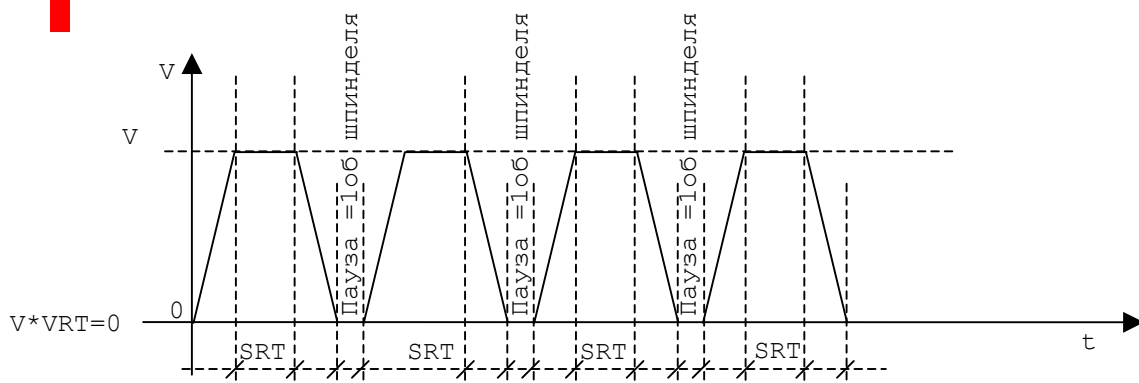 V
V
Пауза =1об шпинделя
Пауза =1об шпинделя
Пауза =1об шпинделя
0
V*VRT=0
t
SRT
SRT
SRT
SRT